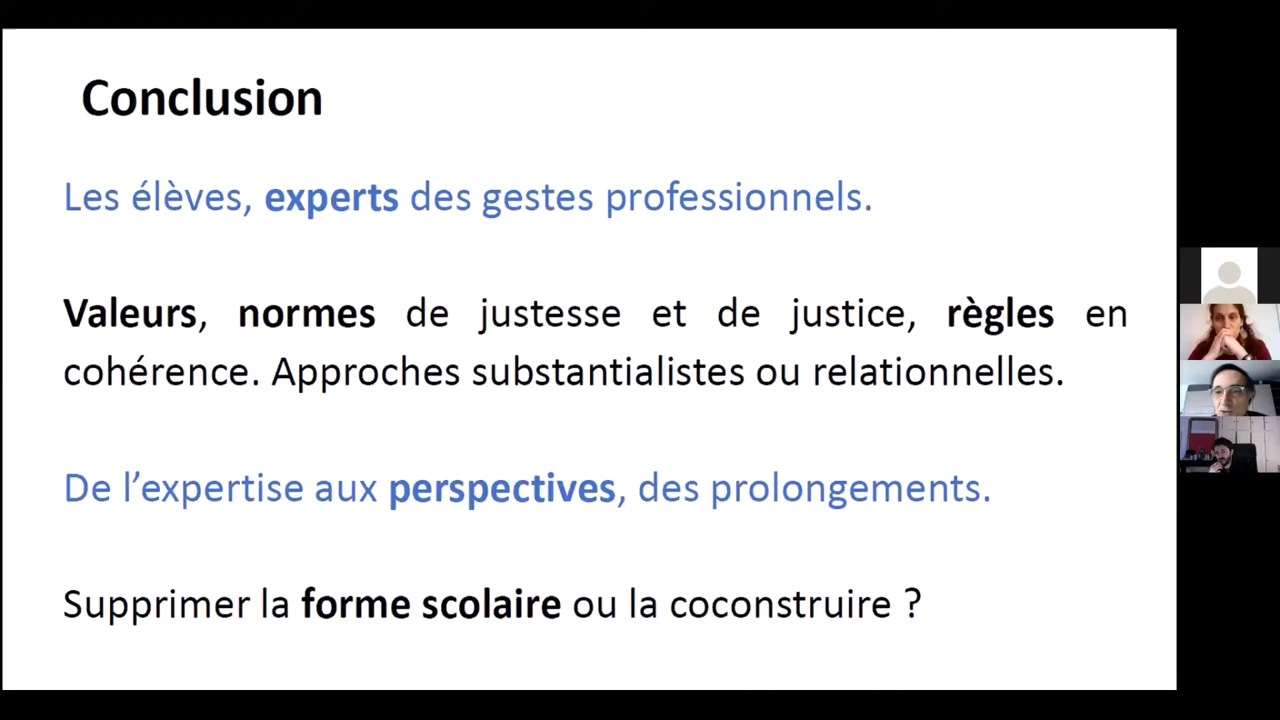 Conclusion
Les élèves, experts des gestes professionnels.
Valeurs, normes de justesse et de justice, règles en
cohérence. Approches substantialistes ou relationnelles.
De l’expertise aux perspectives, des prolongements.
Supprimer la forme scolaire ou la coconstruire ?